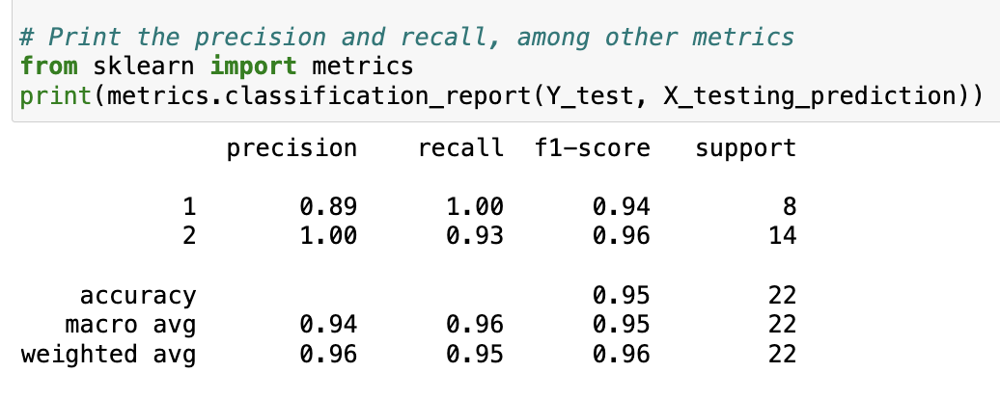 # Print the precision and recall, among other metrics
from sklearn import metrics
print(metrics.classification_report(Y_test, X_testing_prediction))
precision recall f1-score support
1 0.89 1.00 0.94 8
2 1.00 0.93 0.96 14
accuracy 0.95 22
macro avg 0.94 0.96 0.95 22
weighted avg 0.96 0.95 0.96 22